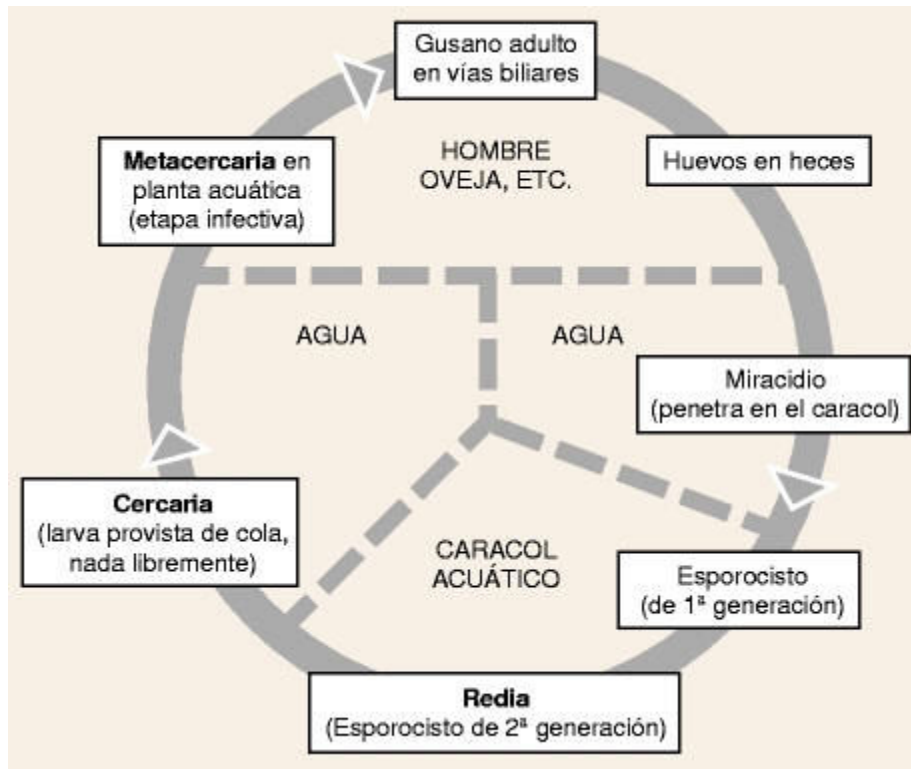 Gusano adulto
en vías biliares
HOMBRE
OVEJA, ETC.
Huevos en heces
Metacercaria en
planta acuática
(etapa infectiva)
AGUA
AGUA
Miracidio
(penetra en el caracol)
Cercaria
(larva provista de cola,
nada libremente)
CARACOL
ACUÁTICO
Esporocisto
(de 1ª generación)
Redia
(Esporocisto de 2ª generación)